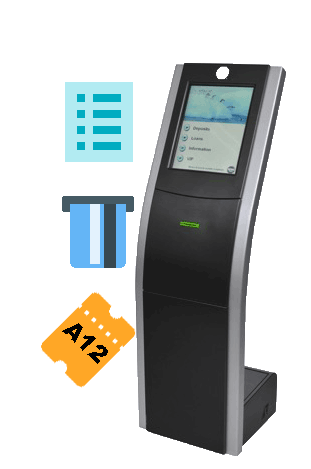 Deposits
Loans
Information
VIP
A12